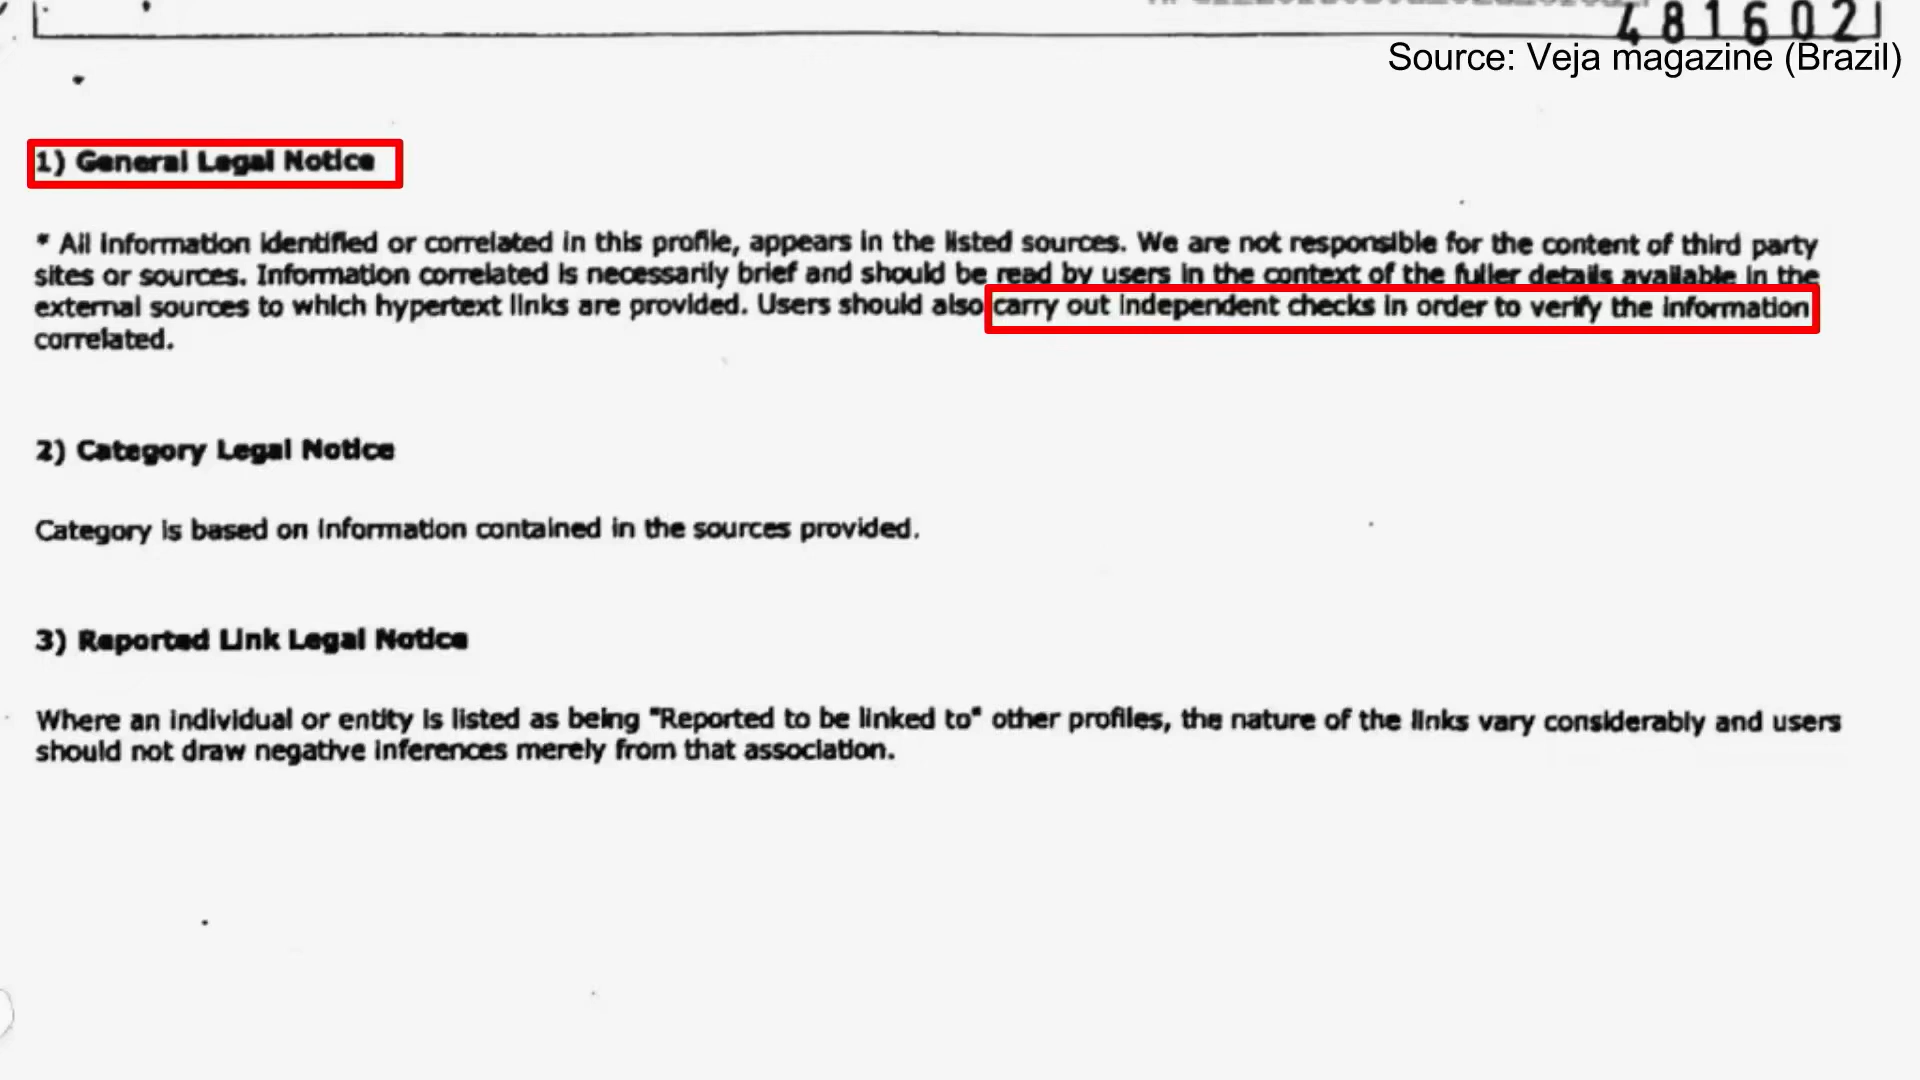 481602
Source: Veja magazine (Brazil)
1) General Legal Notice
* All information identified or correlated in this profile, appears in the listed sources. We are not responsible for the content of third party
sites or sources. Information correlated is necessarily brief and should be read by users in the context of the fuller details available in the
external sources to which hypertext links are provided. Users should also carry out independent checks in order to verify the information
correlated.
2) Category Legal Notice
Category is based on information contained in the sources provided.
3) Reported Link Legal Notice
Where an individual or entity is listed as being "Reported to be linked to" other profiles, the nature of the links vary considerably and users
should not draw negative inferences merely from that association.